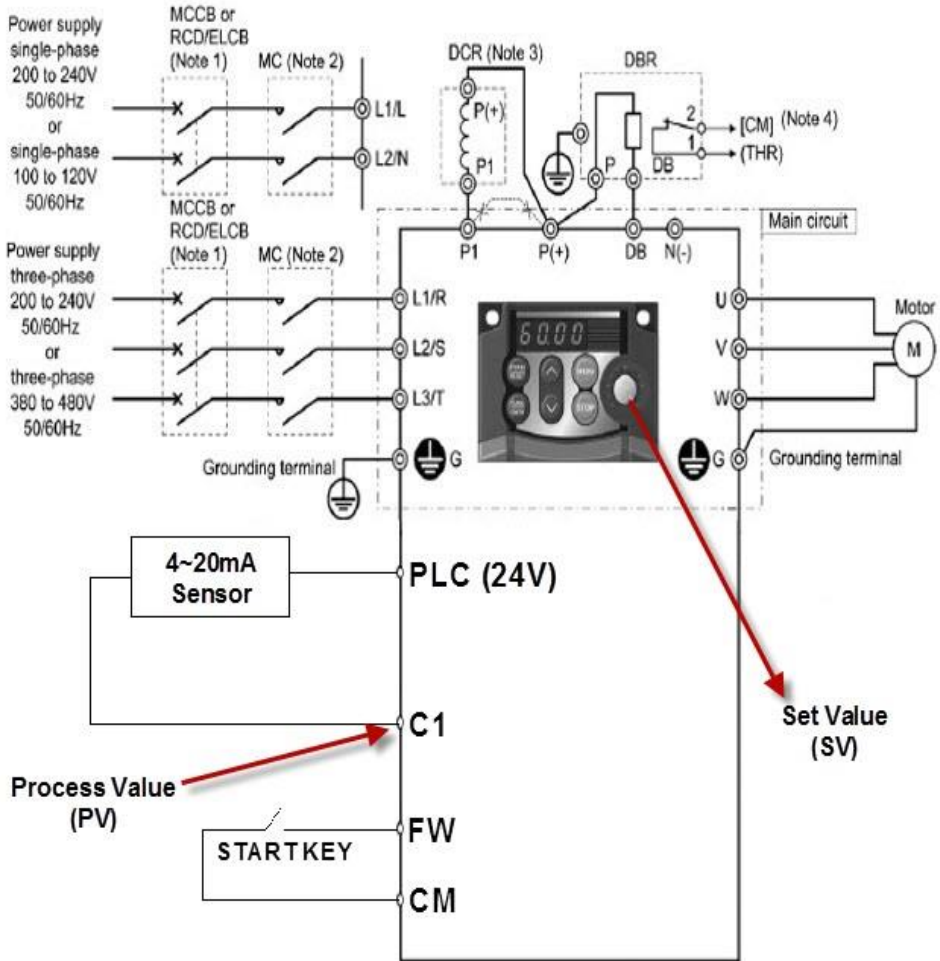 Power supply
single-phase
200 to 240V
50/60Hz
or
single-phase
100 to 120V
50/60Hz
MCCB or
RCD/ELCB
(Note 1)
MC (Note 2)
L1/L
L2/N
DCR (Note 3)
P(+)
P1
DBR
P
DB
2
1
[CM] (Note 4)
(THR)
Main circuit
P1
P(+)
DB
N(-)
Power supply
three-phase
200 to 240V
50/60Hz
or
three-phase
380 to 480V
50/60Hz
MCCB or
RCD/ELCB
(Note 1)
MC (Note 2)
L1/R
L2/S
L3/T
Grounding terminal
G
60.00
STOP
U
V
W
G
Motor
M
Grounding terminal
4~20mA
Sensor
PLC (24V)
C1
Process Value
(PV)
Set Value
(SV)
FW
START KEY
CM